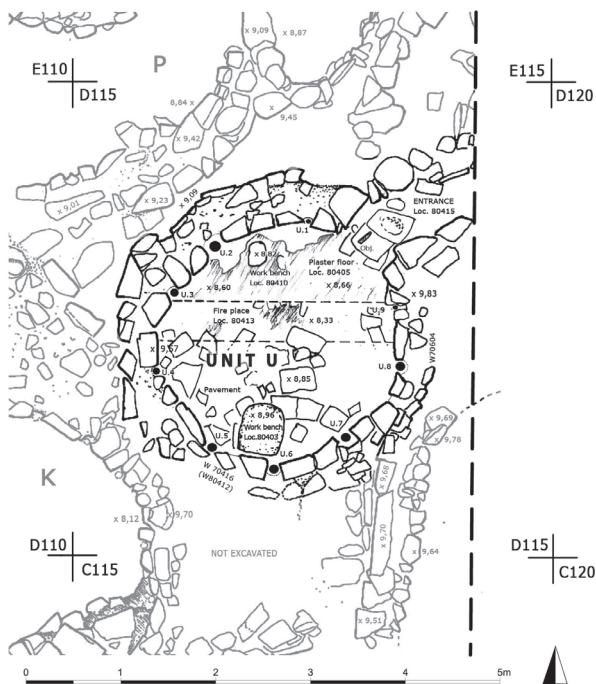 x 9,09
x 8,87
E110
D115
P
E115
D120
8,84 x
x
9,45
x 9,42
x 9,09
x 9,23
x 9,01
ENTRANCE
Loc. 80415
U.1
Obj.
U.2
x 8,82
Plaster floor
Loc. 80405
Work bench
Loc. 80410
x 8,60
x 8,66
U.3
x 9,83
Fire place
Loc. 80413
x 8,33
U.9
W70604
x 9,57
UNIT U
U.4
U.8
x 8,85
Pavement
x 8,96
Work bench
Loc.80403
U.5
U.7
x 9,69
x 9,78
U.6
W 70416
(W80412)
K
x 9,68
x 8,12
x 9,70
x 9,70
D110
C115
NOT EXCAVATED
x 9,64
D115
C120
x 9,51
0 1 2 3 4 5m